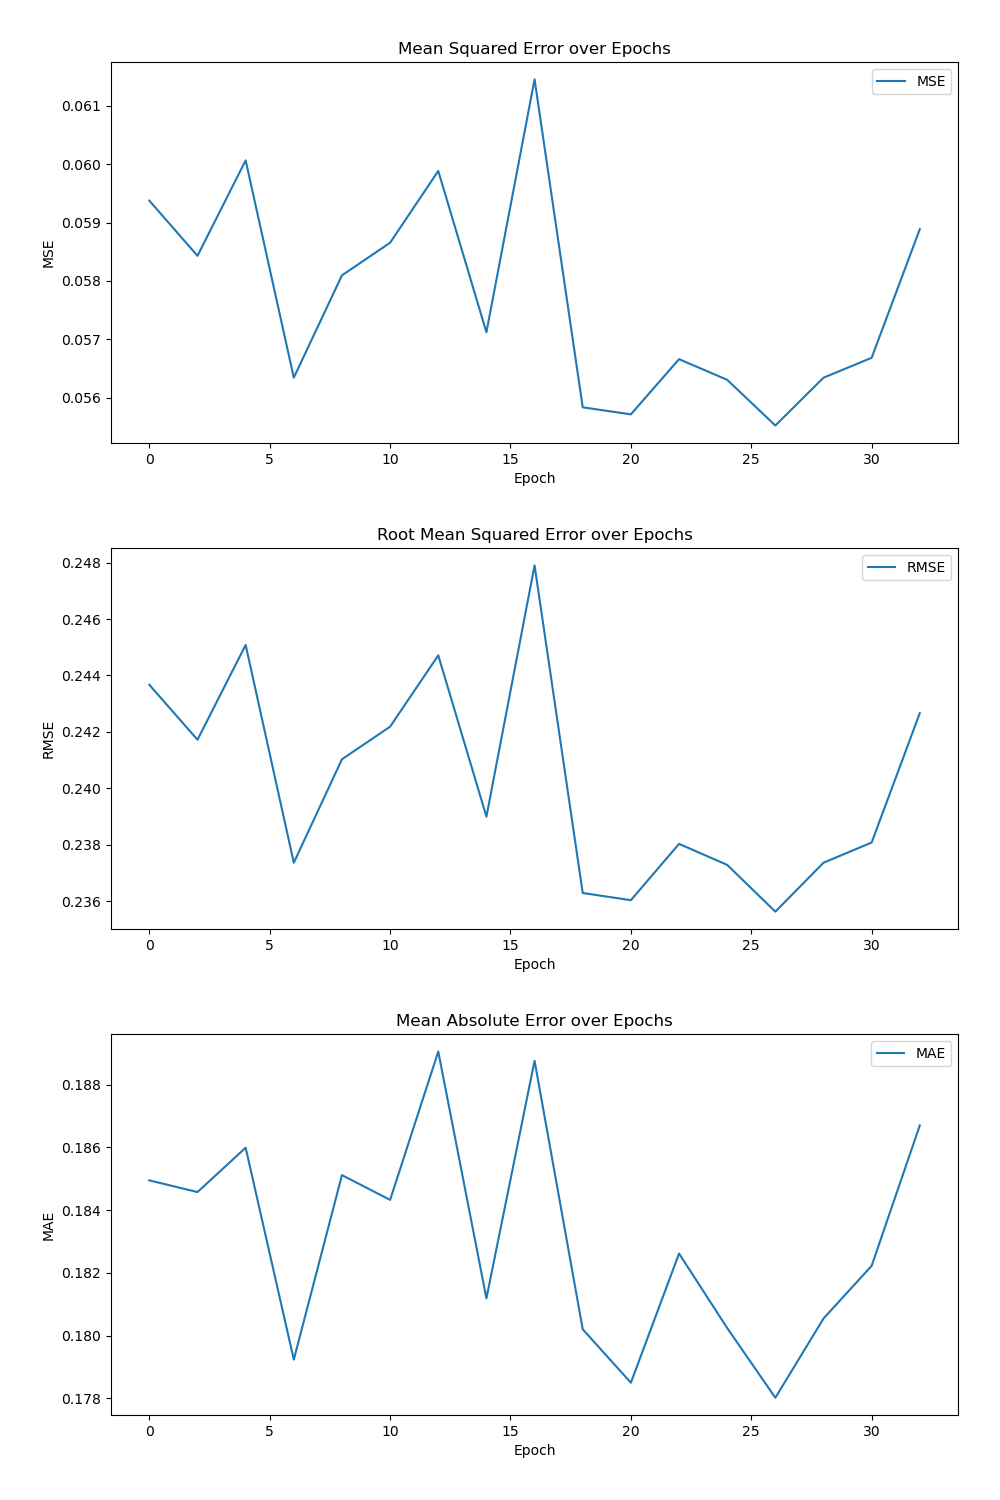 Mean Squared Error over Epochs
MSE
0.061
0.060
0.059
0.058
0.057
0.056
MSE
0 5 10 15 20 25 30
Epoch
Root Mean Squared Error over Epochs
RMSE
0.248
0.246
0.244
0.242
0.240
0.238
0.236
RMSE
0 5 10 15 20 25 30
Epoch
Mean Absolute Error over Epochs
MAE
0.188
0.186
0.184
0.182
0.180
0.178
MAE
0 5 10 15 20 25 30
Epoch